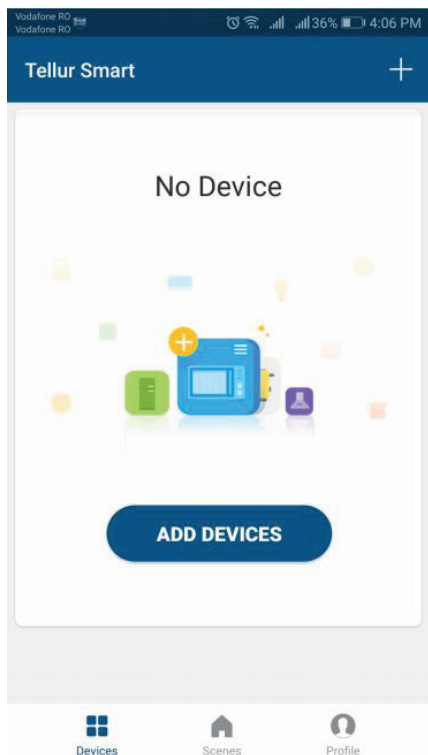 Vodafone RO
Vodafone RO
36% 4:06 PM
Tellur Smart
No Device
ADD DEVICES
Devices
Scenes
Profile